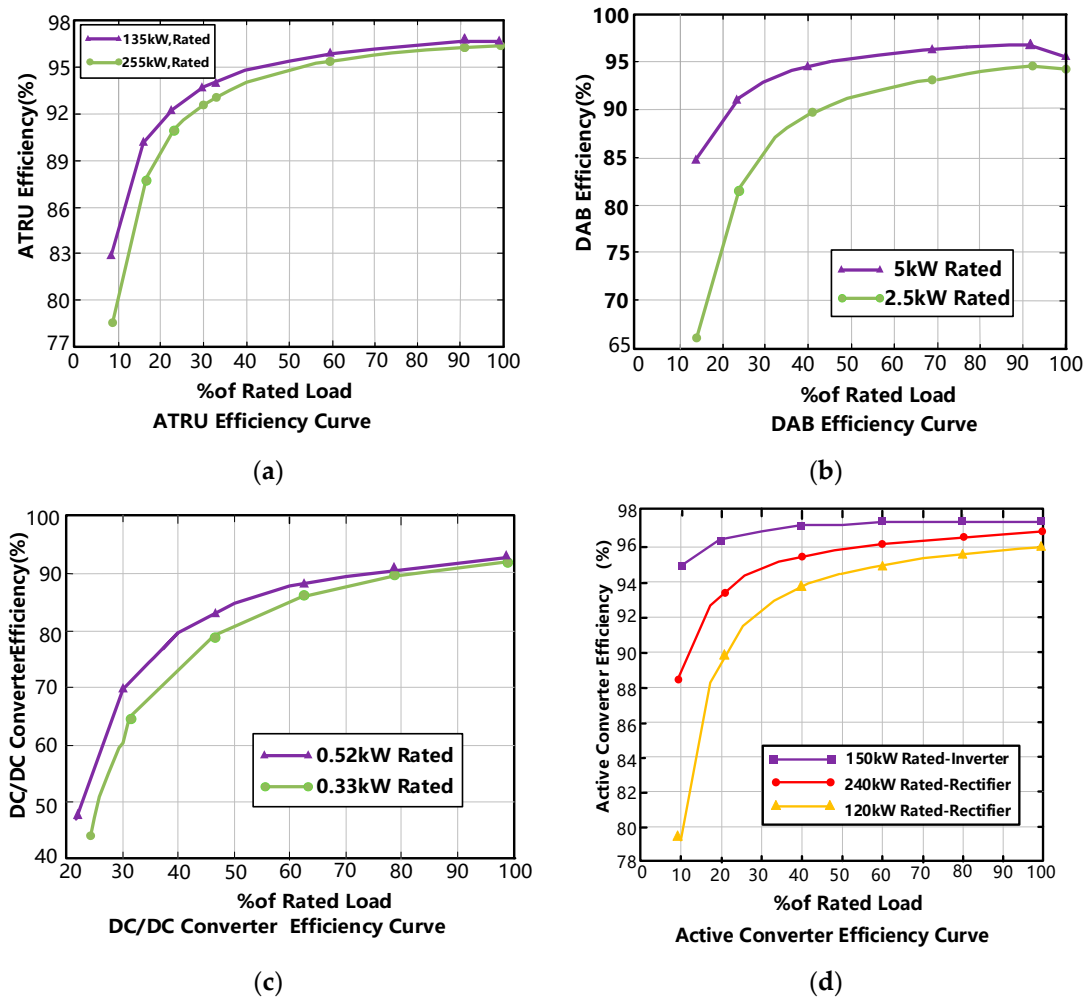 98
95
92
89
86
83
80
77
ATRU Efficiency(%)
135kW,Rated
255kW,Rated
0 10 20 30 40 50 60 70 80 90 100
%of Rated Load
ATRU Efficiency Curve
(a)
100
95
90
85
80
75
70
65
DAB Efficiency(%)
5kW Rated
2.5kW Rated
0 10 20 30 40 50 60 70 80 90 100
%of Rated Load
DAB Efficiency Curve
(b)
100
90
80
70
60
50
40
DC/DC ConverterEfficiency(%)
0.52kW Rated
0.33kW Rated
20 30 40 50 60 70 80 90 100
%of Rated Load
DC/DC Converter Efficiency Curve
(c)
98
96
94
92
90
88
86
84
82
80
78
Active Converter Efficiency (%)
150kW Rated-Inverter
240kW Rated-Rectifier
120kW Rated-Rectifier
0 10 20 30 40 50 60 70 80 90 100
%of Rated Load
Active Converter Efficiency Curve
(d)